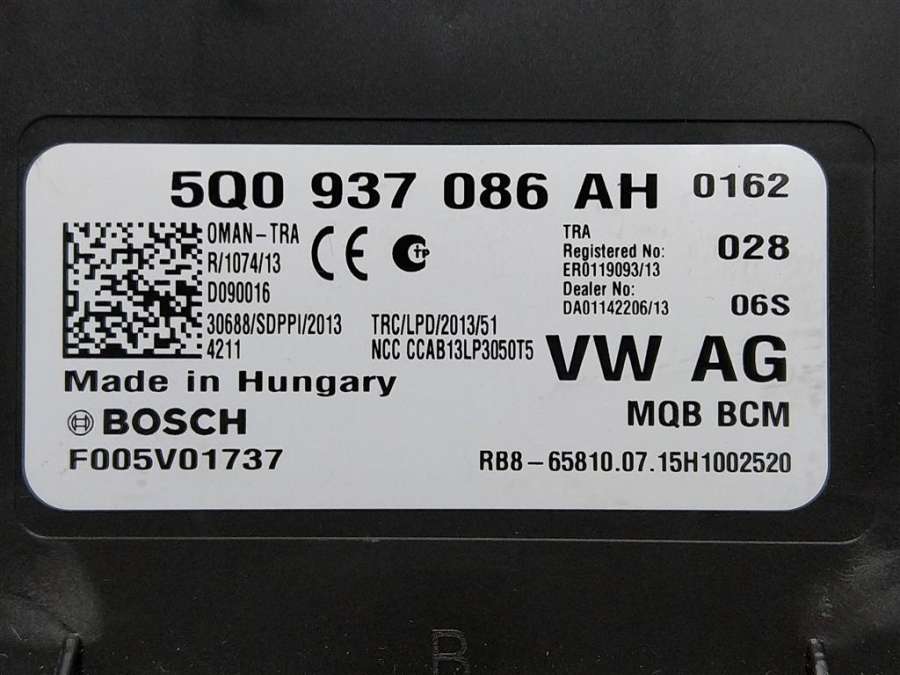 5Q0 937 086 AH 0162
OMAN-TRA
R/1074/13
D090016
30688/SDPPI/2013
4211
TRC/LPD/2013/51
NCC CCAB13LP3050T5
CE
TP
TRA
Registered No:
ER0119093/13
Dealer No:
DA01142206/13
028
06S
VW AG
MQB BCM
Made in Hungary
BOSCH
F005V01737
RB8-65810.07.15H1002520
B